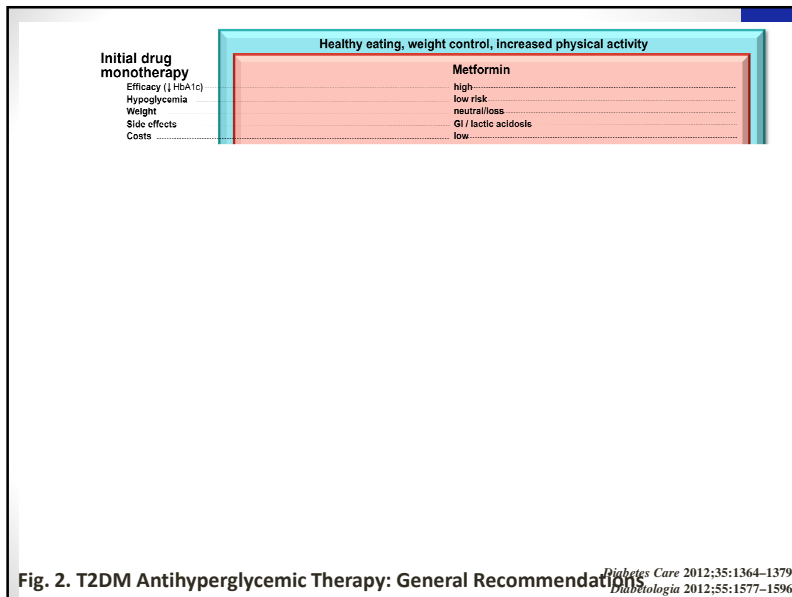 Healthy eating, weight control, increased physical activity
Initial drug
monotherapy
Metformin
Efficacy (↓ HbA1c) high
Hypoglycemia low risk
Weight neutral/loss
Side effects GI / lactic acidosis
Costs low
Fig. 2. T2DM Antihyperglycemic Therapy: General Recommendations
Diabetes Care 2012;35:1364–1379
Diabetologia 2012;55:1577–1596